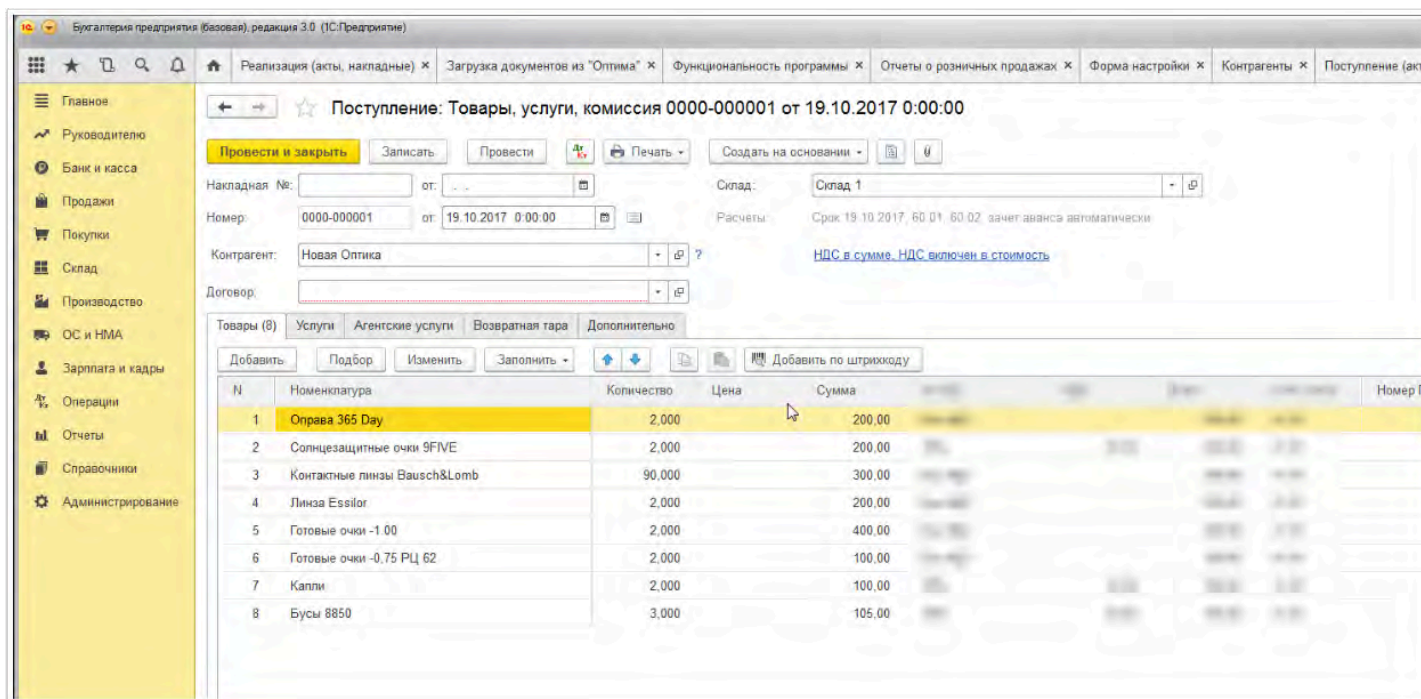 Бухгалтерия предприятия (базовая), редакция 3.0 (1С:Предприятие)
Реализация (акты, накладные) × Загрузка документов из "Оптима" × Функциональность программы × Отчеты о розничных продажах × Форма настройки × Контрагенты × Поступление (ак
Главное
Руководителю
Банк и касса
Продажи
Покупки
Склад
Производство
ОС и НМА
Зарплата и кадры
Операции
Отчеты
Справочники
Администрирование
Поступление: Товары, услуги, комиссия 0000-000001 от 19.10.2017 0:00:00
Провести и закрыть Записать Провести Дт Кт Печать Создать на основании
Накладная №: от: . . Склад: Склад 1
Номер: 0000-000001 от: 19.10.2017 0:00:00 Расчеты: Срок 19.10.2017, 60.01, 60.02, зачет аванса автоматически
Контрагент: Новая Оптика ? НДС в сумме, НДС включен в стоимость
Договор:
Товары (8) Услуги Агентские услуги Возвратная тара Дополнительно
Добавить Подбор Изменить Заполнить Добавить по штрихкоду
N Номенклатура Количество Цена Сумма Номер
1 Оправа 365 Day 2,000 200,00
2 Солнцезащитные очки 9FIVE 2,000 200,00
3 Контактные линзы Bausch&Lomb 90,000 300,00
4 Линза Essilor 2,000 200,00
5 Готовые очки -1.00 2,000 400,00
6 Готовые очки -0,75 РЦ 62 2,000 100,00
7 Капли 2,000 100,00
8 Бусы 8850 3,000 105,00